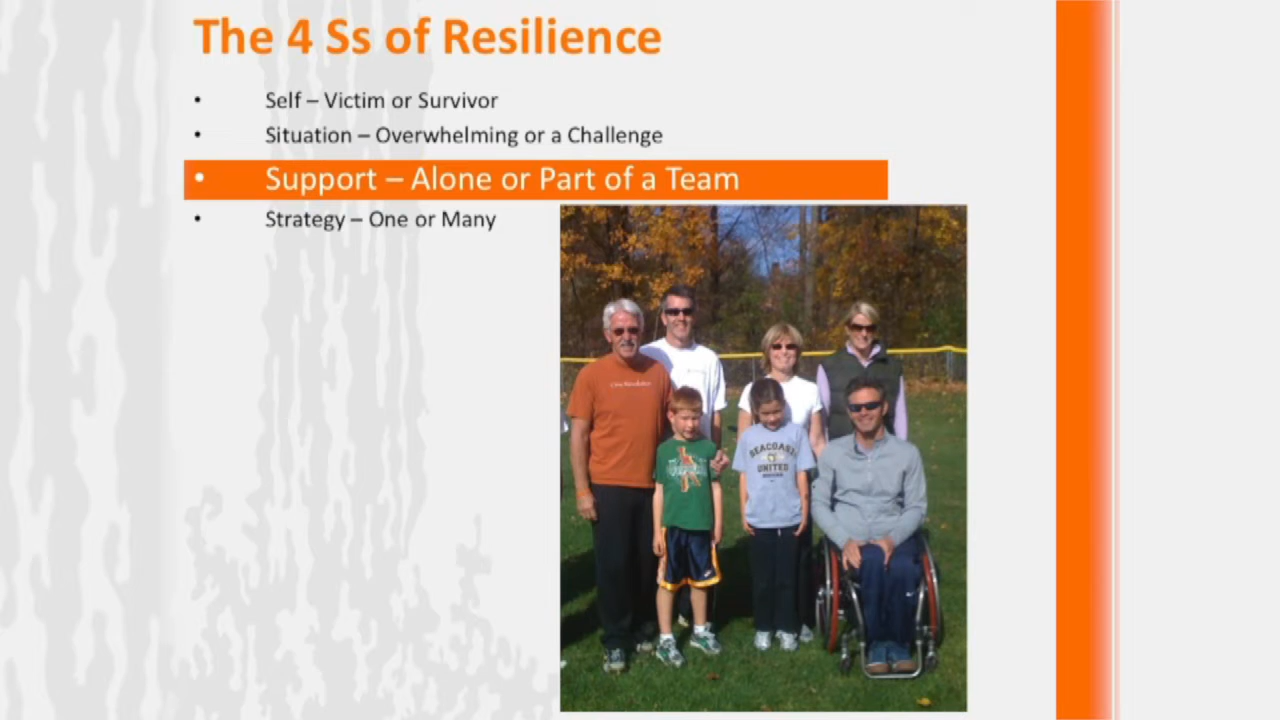 The 4 Ss of Resilience
• Self – Victim or Survivor
• Situation – Overwhelming or a Challenge
• Support – Alone or Part of a Team
• Strategy – One or Many
SEACOAST
UNITED